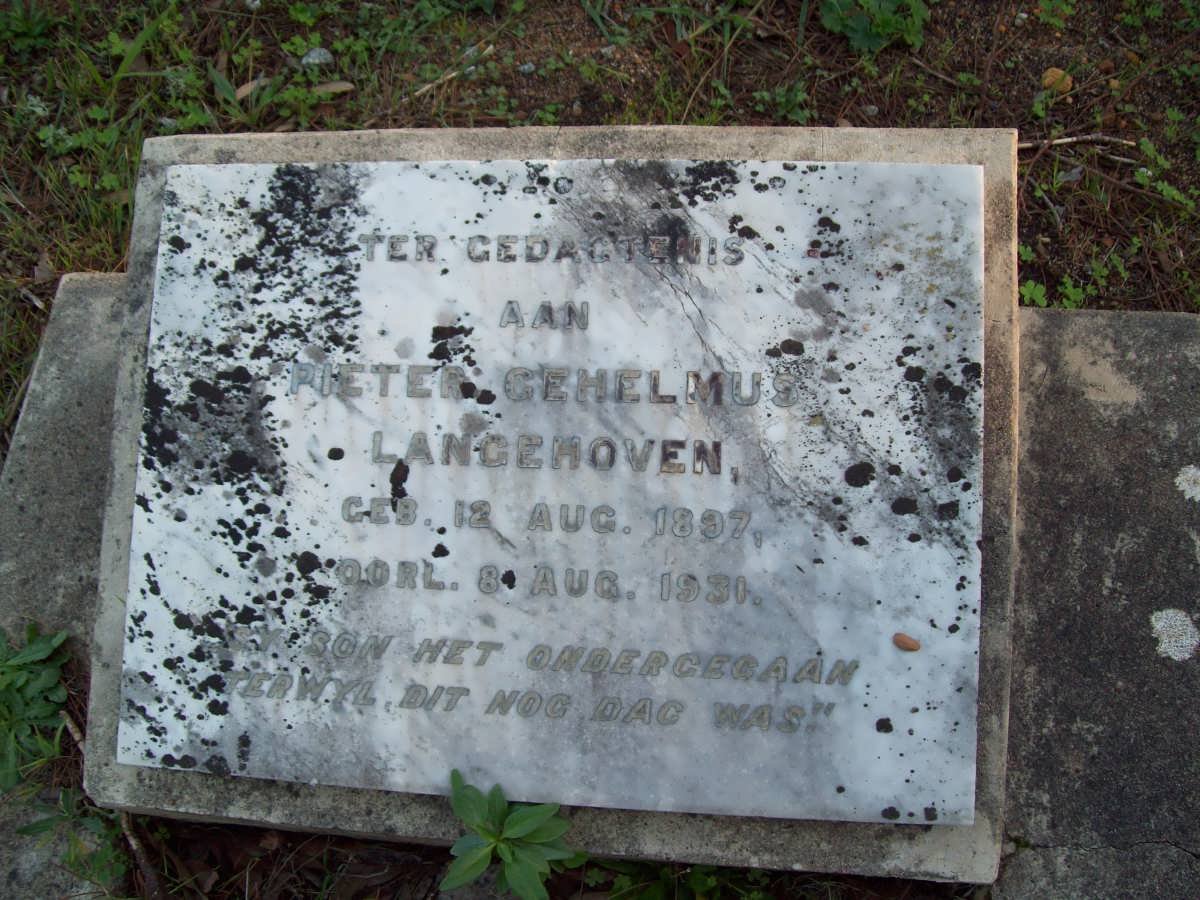 TER GEDACTENIS
AAN
PIETER GEHELMUS
LANGEHOVEN,
GEB. 12 AUG. 1897,
OORL. 8 AUG. 1931.
"SY SON HET ONDERGEGAAN
TERWYL DIT NOG DAG WAS"